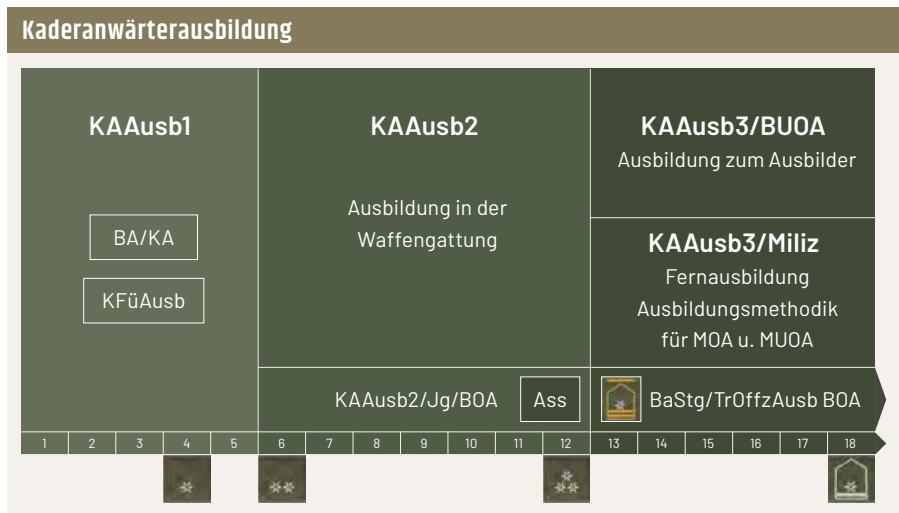 Kaderanwärterausbildung
KAAusb1
BA/KA
KFüAusb
KAAusb2
Ausbildung in der
Waffengattung
KAAusb3/BUOA
Ausbildung zum Ausbilder
KAAusb3/Miliz
Fernausbildung
Ausbildungsmethodik
für MOA u. MUOA
KAAusb2/Jg/BOA
Ass
BaStg/TrOffzAusb BOA
1 2 3 4 5 6 7 8 9 10 11 12 13 14 15 16 17 18